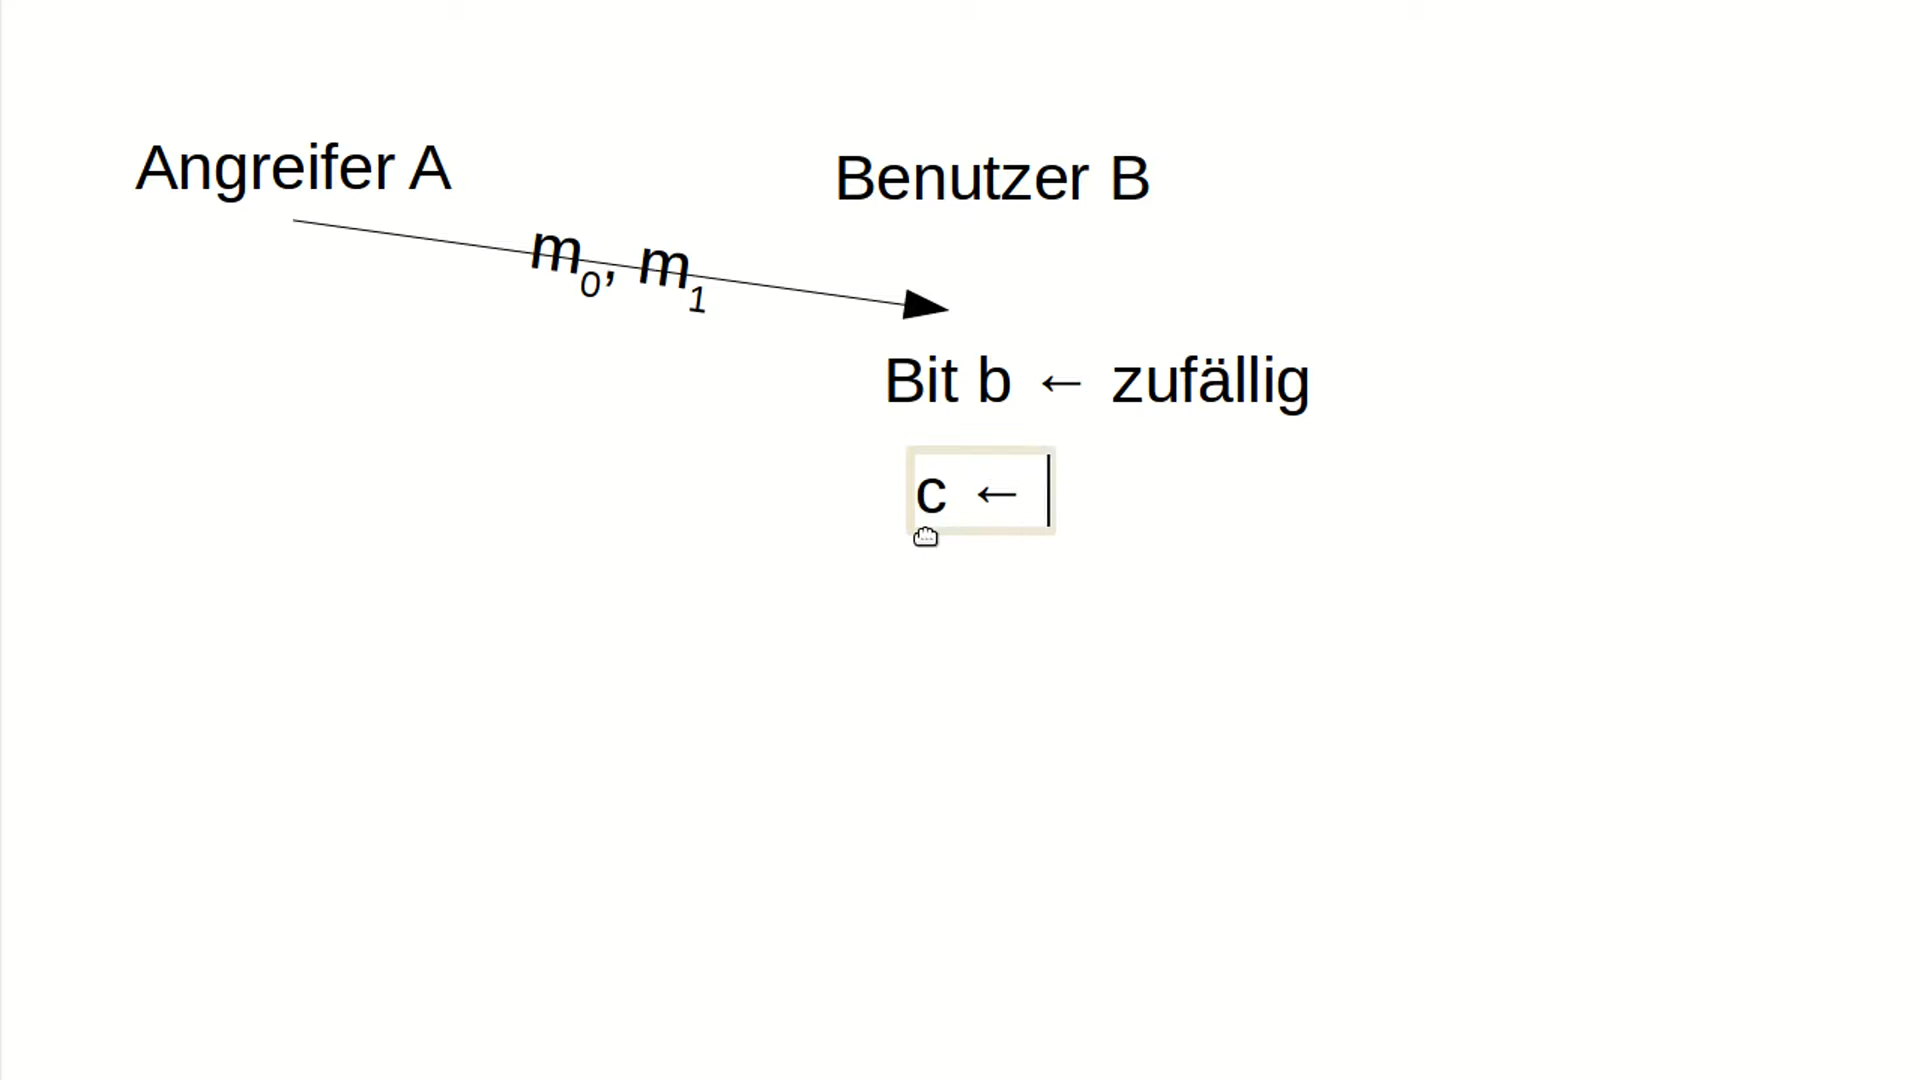 Angreifer A
Benutzer B
m₀, m₁
Bit b ← zufällig
c ←